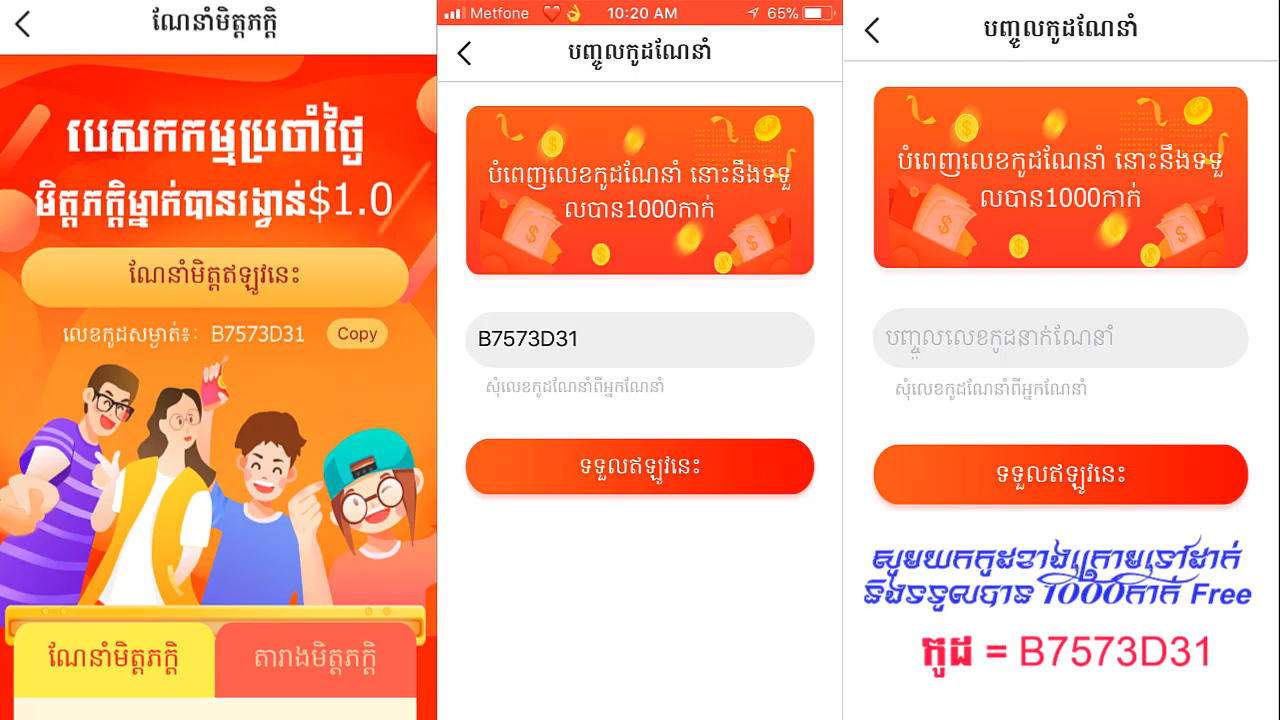 ណែនាំមិត្តភក្តិ
បេសកកម្មប្រចាំថ្ងៃ
មិត្តភក្តិម្នាក់បានរង្វាន់$1.0
ណែនាំមិត្តឥឡូវនេះ
លេខកូដសម្ងាត់៖: B7573D31 Copy
ណែនាំមិត្តភក្តិ
តារាងមិត្តភក្តិ
Metfone ❤️👌 10:20 AM 65%
បញ្ចូលកូដណែនាំ
បំពេញលេខកូដណែនាំ នោះនឹងទទួ
លបាន1000កាក់
B7573D31
សុំលេខកូដណែនាំពីអ្នកណែនាំ
ទទួលឥឡូវនេះ
បញ្ចូលកូដណែនាំ
បំពេញលេខកូដណែនាំ នោះនឹងទទួ
លបាន1000កាក់
បញ្ចូលលេខកូដនាក់ណែនាំ
សុំលេខកូដណែនាំពីអ្នកណែនាំ
ទទួលឥឡូវនេះ
សូមយកកូដខាងក្រោមទៅដាក់
និងទទួលបាន 1000កាក់ Free
កូដ = B7573D31